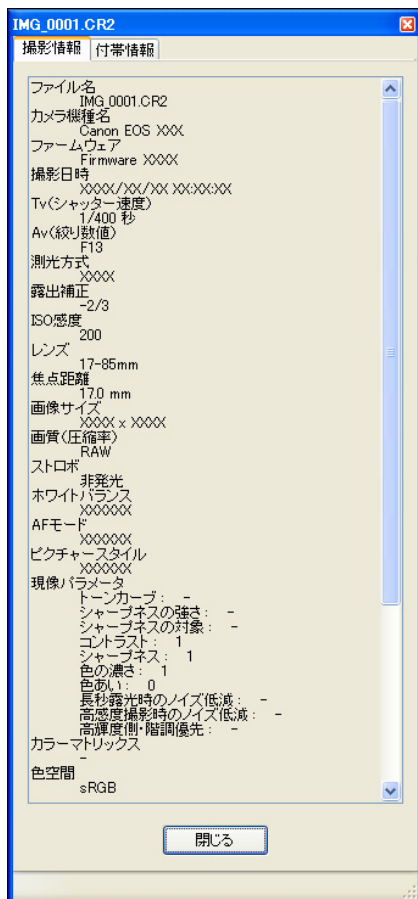 IMG_0001.CR2
撮影情報 付帯情報
ファイル名
IMG_0001.CR2
カメラ機種名
Canon EOS XXX
ファームウェア
Firmware XXXX
撮影日時
XXXX/XX/XX XX:XX:XX
Tv(シャッター速度)
1/400 秒
Av(絞り数値)
F13
測光方式
XXXX
露出補正
-2/3
ISO感度
200
レンズ
17-85mm
焦点距離
17.0 mm
画像サイズ
XXXX x XXXX
画質(圧縮率)
RAW
ストロボ
非発光
ホワイトバランス
XXXXXX
AFモード
XXXXXX
ピクチャースタイル
XXXXXX
現像パラメータ
トーンカーブ： -
シャープネスの強さ： -
シャープネスの対象： -
コントラスト： 1
シャープネス： 1
色の濃さ： 1
色あい： 0
長秒露光時のノイズ低減： -
高感度撮影時のノイズ低減： -
高輝度側・階調優先： -
カラーマトリックス
-
色空間
sRGB
閉じる